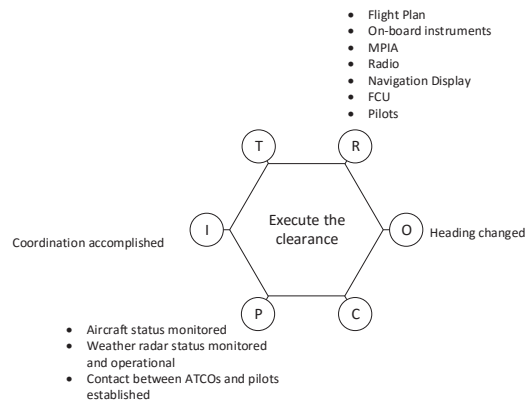 • Flight Plan
• On-board instruments
• MPIA
• Radio
• Navigation Display
• FCU
• Pilots
T
R
Execute the
clearance
I
O
Coordination accomplished
Heading changed
P
C
• Aircraft status monitored
• Weather radar status monitored
and operational
• Contact between ATCOs and pilots
established